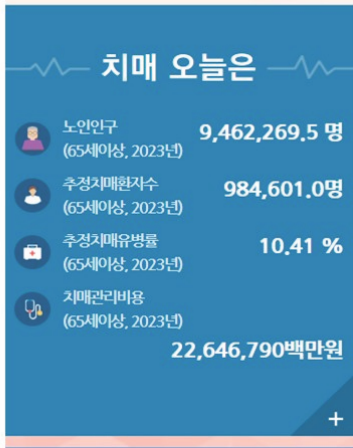 치매 오늘은
노인인구
(65세이상, 2023년)
9,462,269.5 명
추정치매환자수
(65세이상, 2023년)
984,601.0명
추정치매유병률
(65세이상, 2023년)
10.41 %
치매관리비용
(65세이상, 2023년)
22,646,790백만원
+